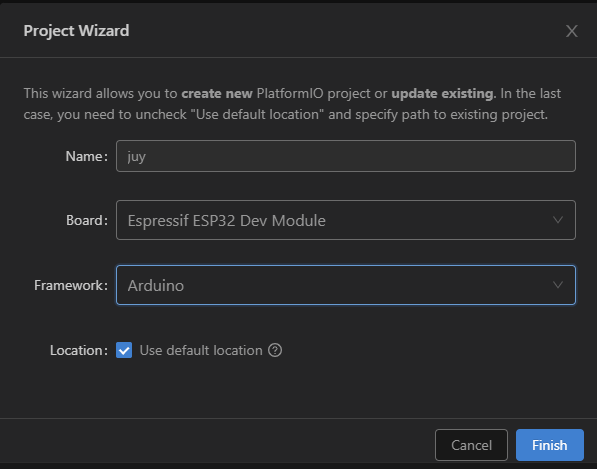 Project Wizard
This wizard allows you to create new PlatformIO project or update existing. In the last
case, you need to uncheck "Use default location" and specify path to existing project.
Name: juy
Board: Espressif ESP32 Dev Module
Framework: Arduino
Location: Use default location
Cancel Finish